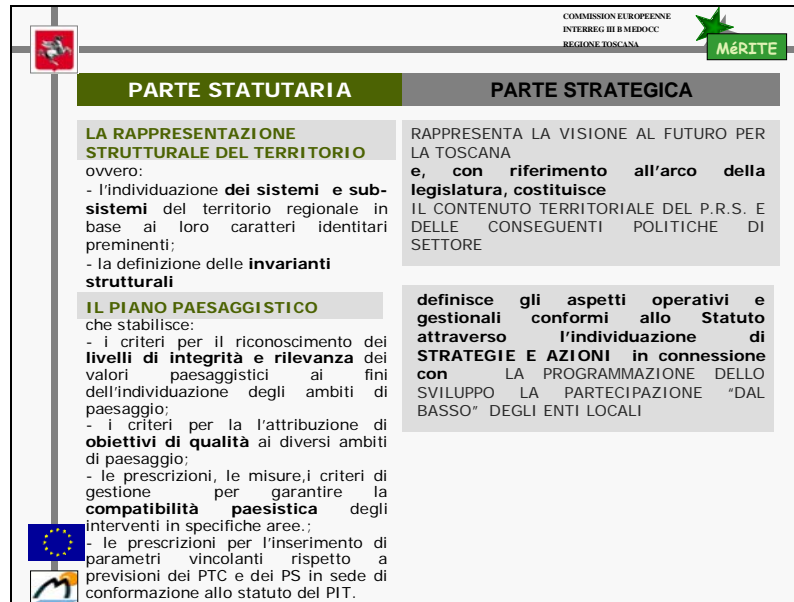 COMMISSION EUROPEENNE
INTERREG III B MEDOCC
REGIONE TOSCANA
MéRITE
PARTE STATUTARIA
LA RAPPRESENTAZIONE
STRUTTURALE DEL TERRITORIO
ovvero:
- l'individuazione dei sistemi e sub-
sistemi del territorio regionale in
base ai loro caratteri identitari
preminenti;
- la definizione delle invarianti
strutturali
IL PIANO PAESAGGISTICO
che stabilisce:
- i criteri per il riconoscimento dei
livelli di integrità e rilevanza dei
valori paesaggistici ai fini
dell'individuazione degli ambiti di
paesaggio;
- i criteri per la l'attribuzione di
obiettivi di qualità ai diversi ambiti
di paesaggio;
- le prescrizioni, le misure,i criteri di
gestione per garantire la
compatibilità paesistica degli
interventi in specifiche aree.;
- le prescrizioni per l'inserimento di
parametri vincolanti rispetto a
previsioni dei PTC e dei PS in sede di
conformazione allo statuto del PIT.
PARTE STRATEGICA
RAPPRESENTA LA VISIONE AL FUTURO PER
LA TOSCANA
e, con riferimento all'arco della
legislatura, costituisce
IL CONTENUTO TERRITORIALE DEL P.R.S. E
DELLE CONSEGUENTI POLITICHE DI
SETTORE
definisce gli aspetti operativi e
gestionali conformi allo Statuto
attraverso l'individuazione di
STRATEGIE E AZIONI in connessione
con LA PROGRAMMAZIONE DELLO
SVILUPPO LA PARTECIPAZIONE "DAL
BASSO" DEGLI ENTI LOCALI